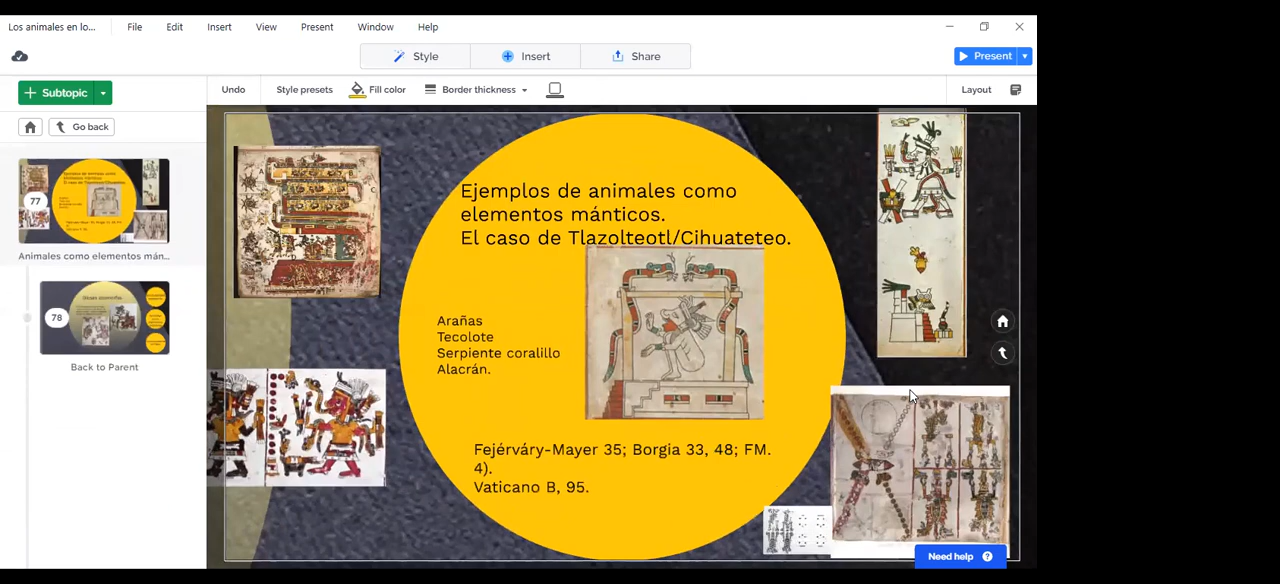 Los animales en lo...
File
Edit
Insert
View
Present
Window
Help
Style
Insert
Share
Present
Subtopic
Undo
Style presets
Fill color
Border thickness
Layout
Go back
77
Animales como elementos mán...
78
Back to Parent
Ejemplos de animales como
elementos mánticos.
El caso de Tlazolteotl/Cihuateteo.
Arañas
Tecolote
Serpiente coralillo
Alacrán.
Fejérváry-Mayer 35; Borgia 33, 48; FM.
4).
Vaticano B, 95.
Need help ?